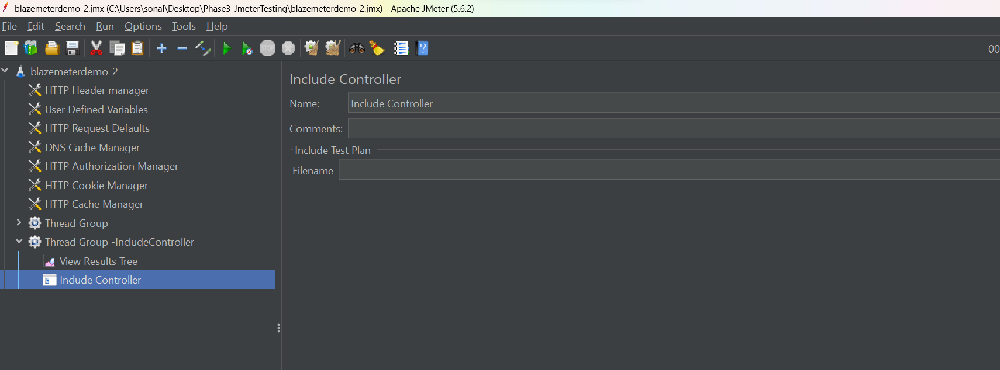 blazemeterdemo-2.jmx (C:\Users\sonal\Desktop\Phase3-JmeterTesting\blazemeterdemo-2.jmx) - Apache JMeter (5.6.2)
File Edit Search Run Options Tools Help
STOP
00
blazemeterdemo-2
HTTP Header manager
User Defined Variables
HTTP Request Defaults
DNS Cache Manager
HTTP Authorization Manager
HTTP Cookie Manager
HTTP Cache Manager
Thread Group
Thread Group -IncludeController
View Results Tree
Include Controller
Include Controller
Name: Include Controller
Comments:
Include Test Plan
Filename